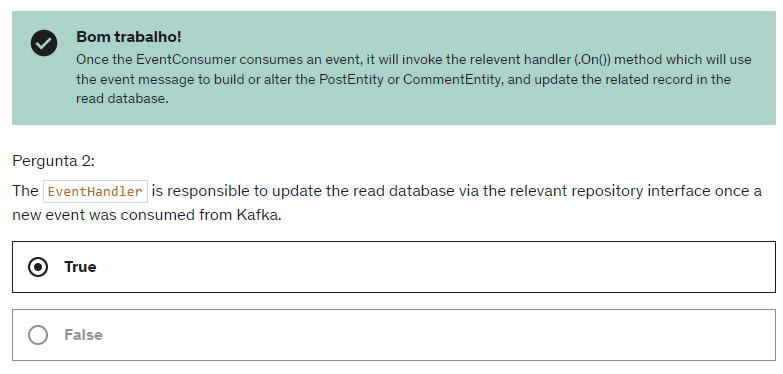 Bom trabalho!
Once the EventConsumer consumes an event, it will invoke the relevent handler (.On()) method which will use
the event message to build or alter the PostEntity or CommentEntity, and update the related record in the
read database.
Pergunta 2:
The EventHandler is responsible to update the read database via the relevant repository interface once a
new event was consumed from Kafka.
True
False